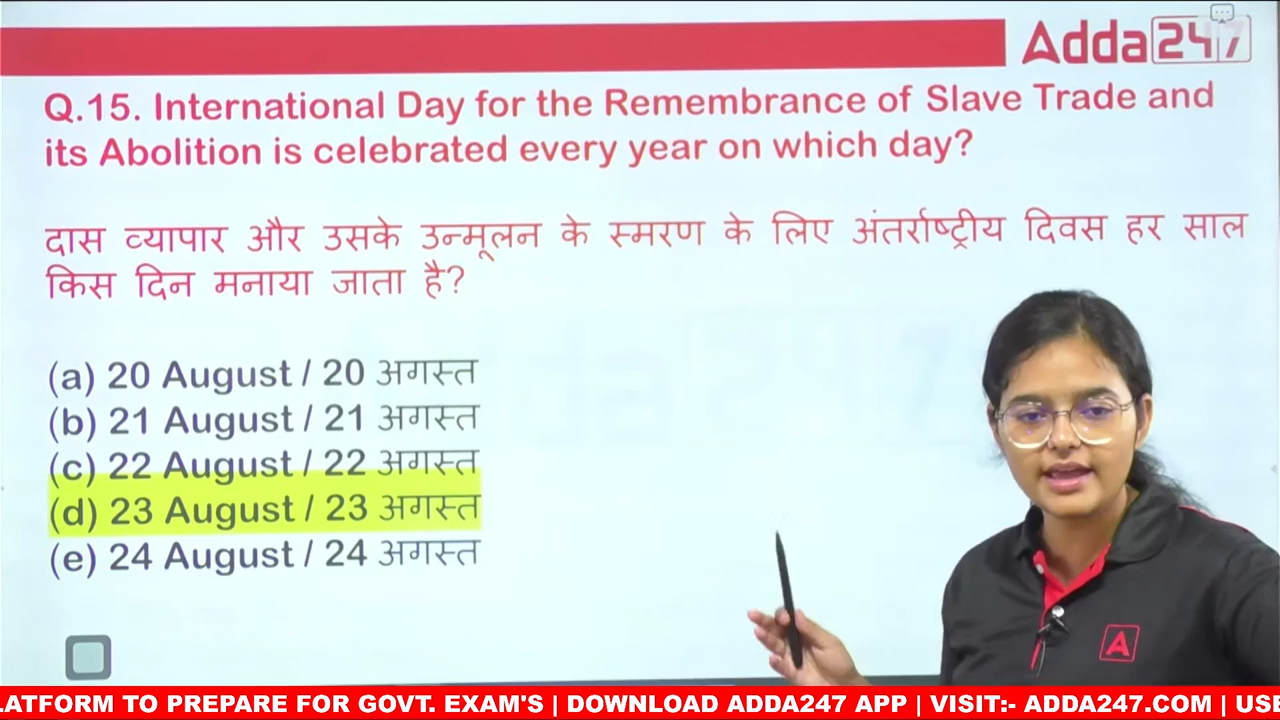 Adda247
Q.15. International Day for the Remembrance of Slave Trade and
its Abolition is celebrated every year on which day?
दास व्यापार और उसके उन्मूलन के स्मरण के लिए अंतर्राष्ट्रीय दिवस हर साल
किस दिन मनाया जाता है?
(a) 20 August / 20 अगस्त
(b) 21 August / 21 अगस्त
(c) 22 August / 22 अगस्त
(d) 23 August / 23 अगस्त
(e) 24 August / 24 अगस्त
A
LATFORM TO PREPARE FOR GOVT. EXAM'S | DOWNLOAD ADDA247 APP | VISIT:- ADDA247.COM | USE